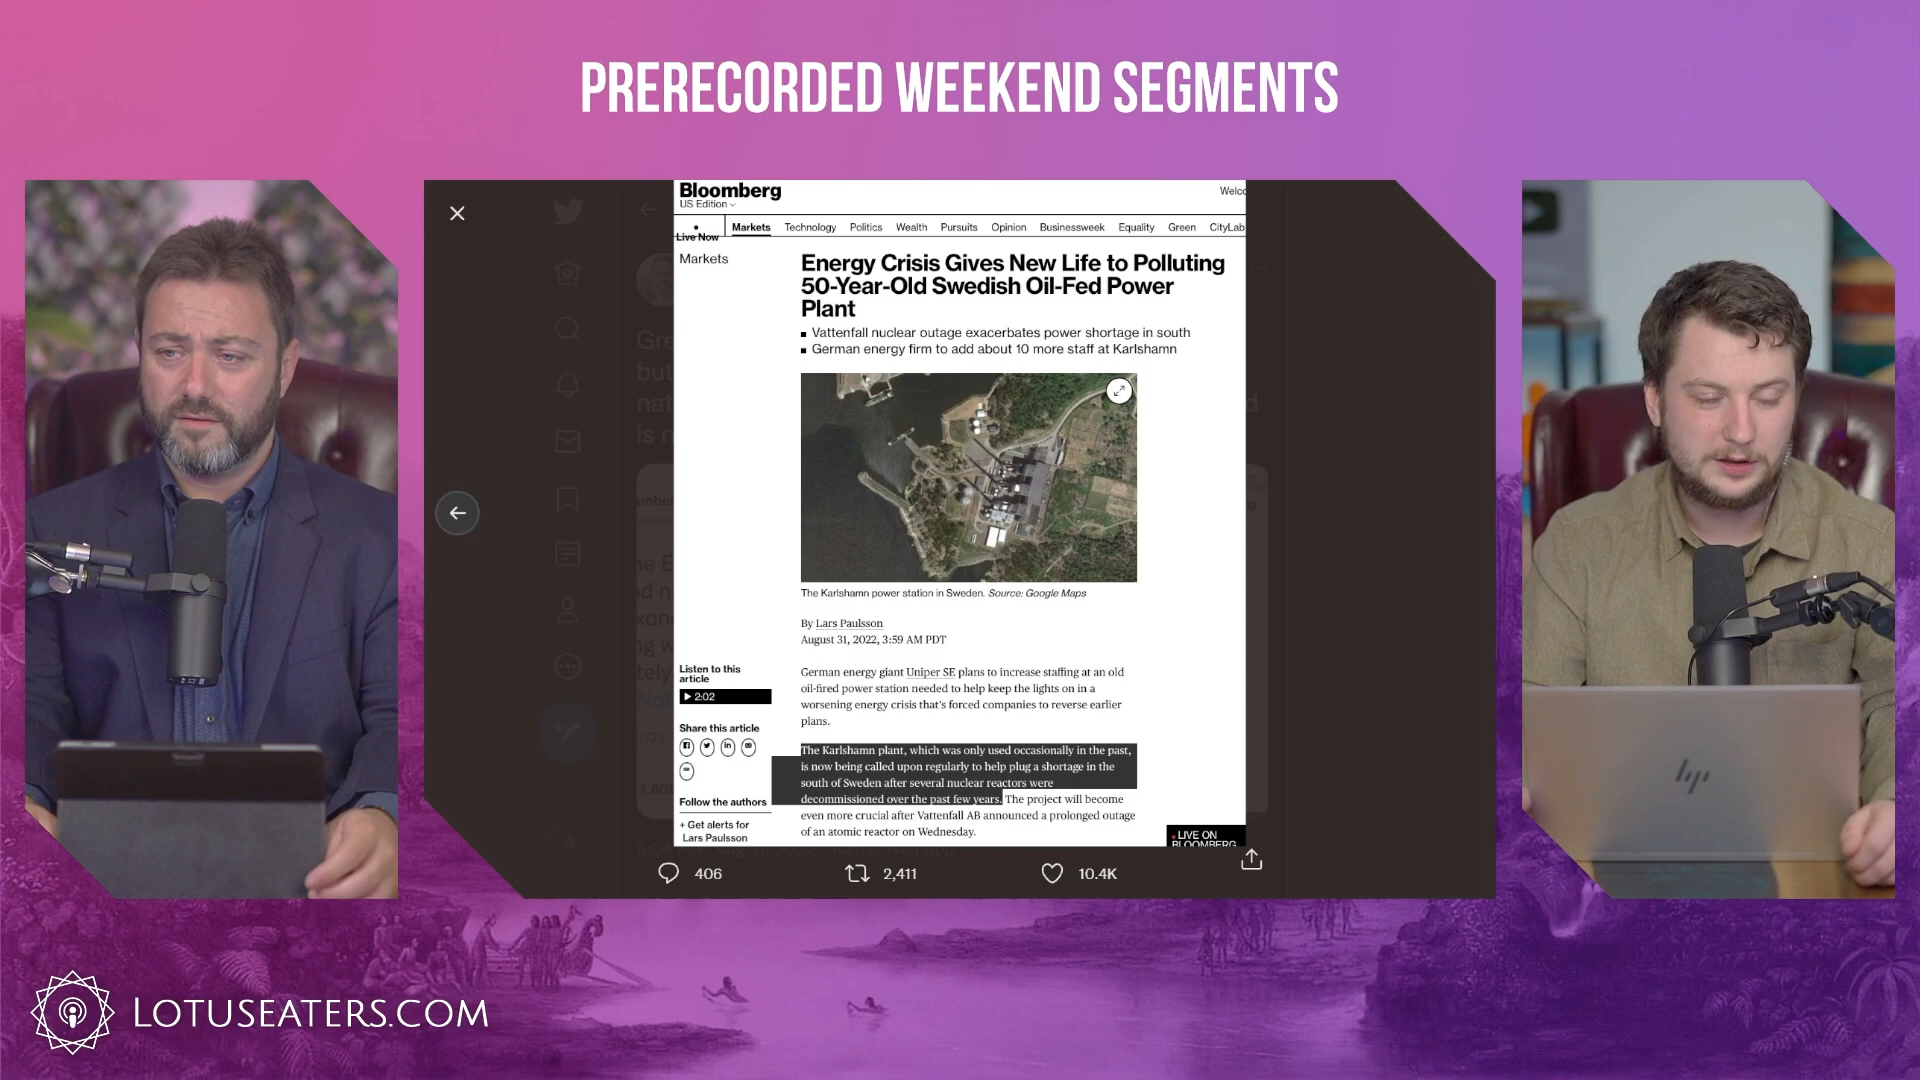 PRERECORDED WEEKEND SEGMENTS
Bloomberg
US Edition
Welco
Live Now
Markets Technology Politics Wealth Pursuits Opinion Businessweek Equality Green CityLab
Markets
Energy Crisis Gives New Life to Polluting
50-Year-Old Swedish Oil-Fed Power
Plant
Vattenfall nuclear outage exacerbates power shortage in south
German energy firm to add about 10 more staff at Karlshamn
The Karlshamn power station in Sweden. Source: Google Maps
By Lars Paulsson
August 31, 2022, 3:59 AM PDT
Listen to this
article
2:02
Share this article
Follow the authors
+ Get alerts for
Lars Paulsson
German energy giant Uniper SE plans to increase staffing at an old
oil-fired power station needed to help keep the lights on in a
worsening energy crisis that's forced companies to reverse earlier
plans.
The Karlshamn plant, which was only used occasionally in the past,
is now being called upon regularly to help plug a shortage in the
south of Sweden after several nuclear reactors were
decommissioned over the past few years. The project will become
even more crucial after Vattenfall AB announced a prolonged outage
of an atomic reactor on Wednesday.
LIVE ON
BLOOMBERG
406 2,411 10.4K
hp
LOTUSEATERS.COM